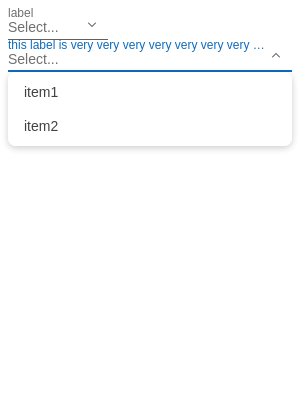 label
Select...
this label is very very very very very very very …
Select...
item1
item2